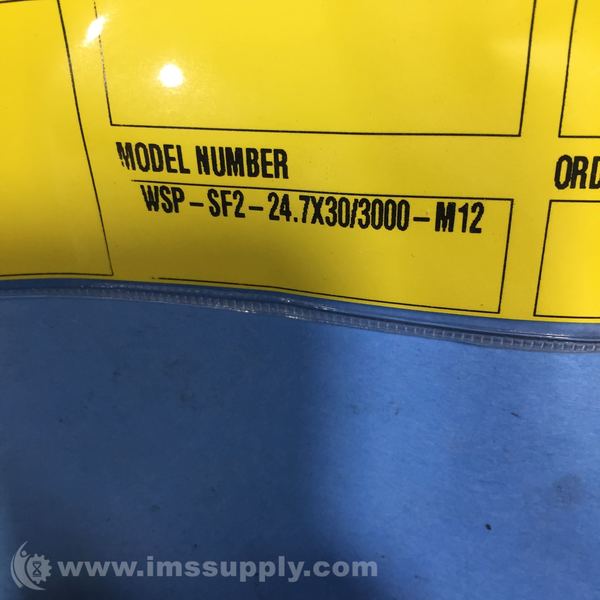 MODEL NUMBER
ORD
WSP-SF2-24.7X30/3000-M12
www.imssupply.com